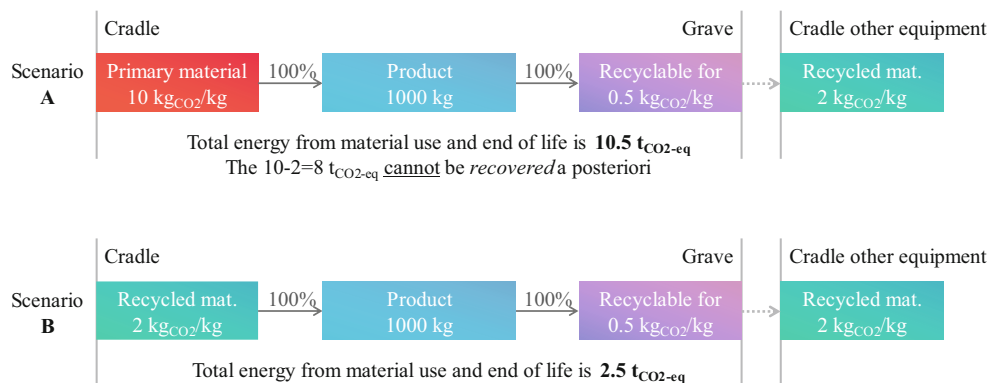 Cradle
Grave
Cradle other equipment
Scenario
A
Primary material
10 kgCO2/kg
100%
Product
1000 kg
100%
Recyclable for
0.5 kgCO2/kg
Recycled mat.
2 kgCO2/kg
Total energy from material use and end of life is 10.5 tCO2-eq
The 10-2=8 tCO2-eq cannot be recovered a posteriori
Cradle
Grave
Cradle other equipment
Scenario
B
Recycled mat.
2 kgCO2/kg
100%
Product
1000 kg
100%
Recyclable for
0.5 kgCO2/kg
Recycled mat.
2 kgCO2/kg
Total energy from material use and end of life is 2.5 tCO2-eq